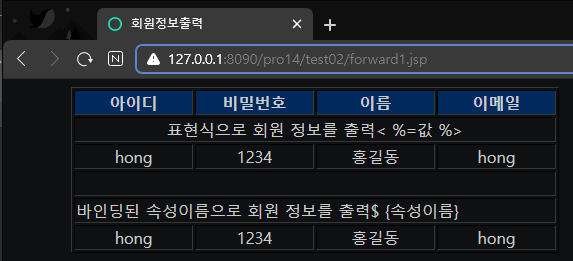 회원정보출력
127.0.0.1:8090/pro14/test02/forward1.jsp
아이디 비밀번호 이름 이메일
표현식으로 회원 정보를 출력< %=값 %>
hong 1234 홍길동 hong
바인딩된 속성이름으로 회원 정보를 출력$ {속성이름}
hong 1234 홍길동 hong